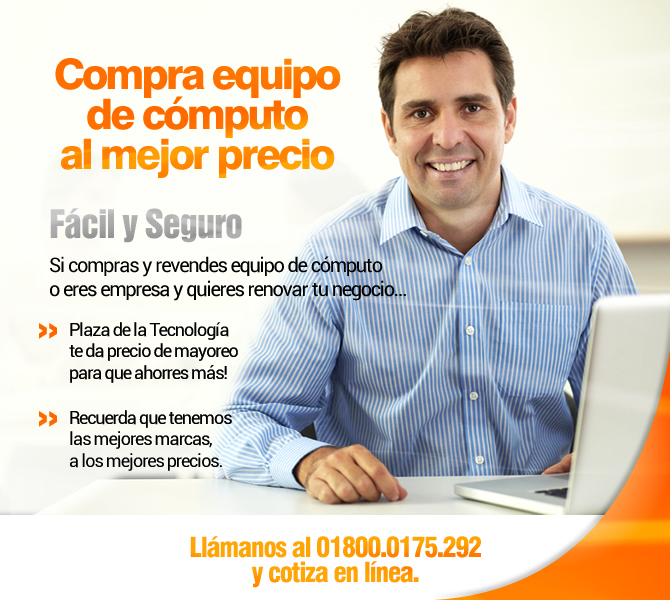 Compra equipo
de cómputo
al mejor precio
Fácil y Seguro
Si compras y revendes equipo de cómputo
o eres empresa y quieres renovar tu negocio...
Plaza de la Tecnología
te da precio de mayoreo
para que ahorres más!
Recuerda que tenemos
las mejores marcas,
a los mejores precios.
Llámanos al 01800.0175.292
y cotiza en línea.